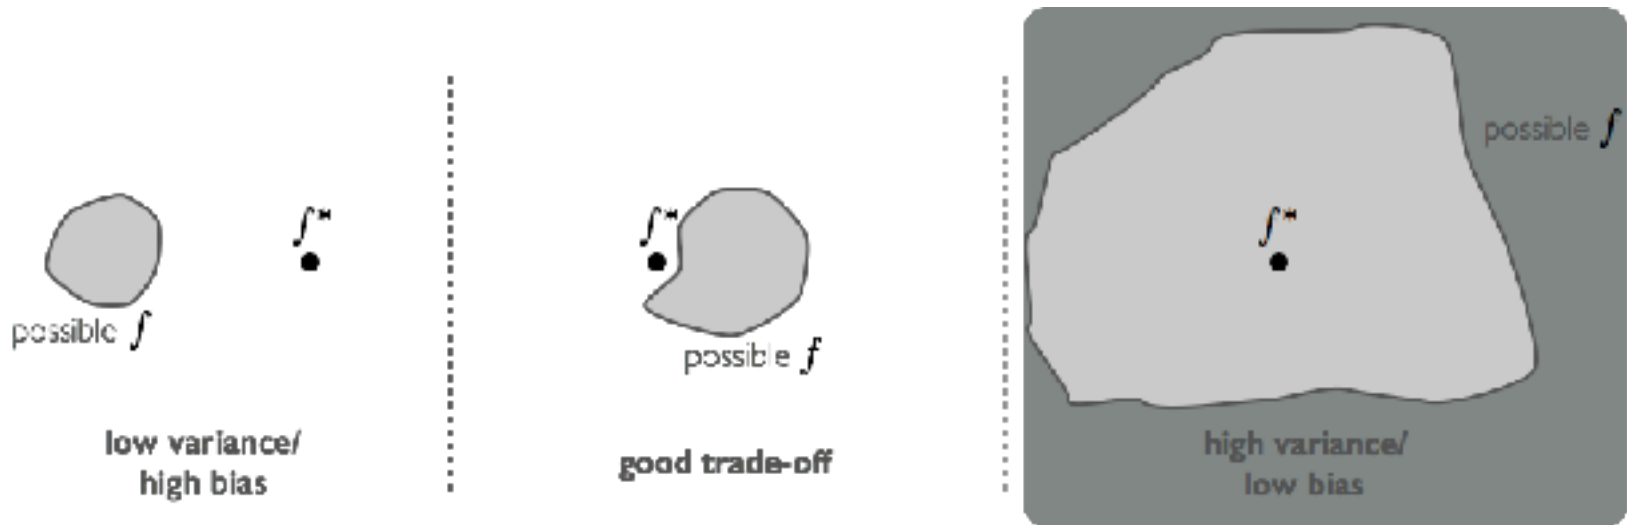 possible f
f*
f*
possible f
f*
possible f
low variance/
high bias
good trade-off
high variance/
low bias